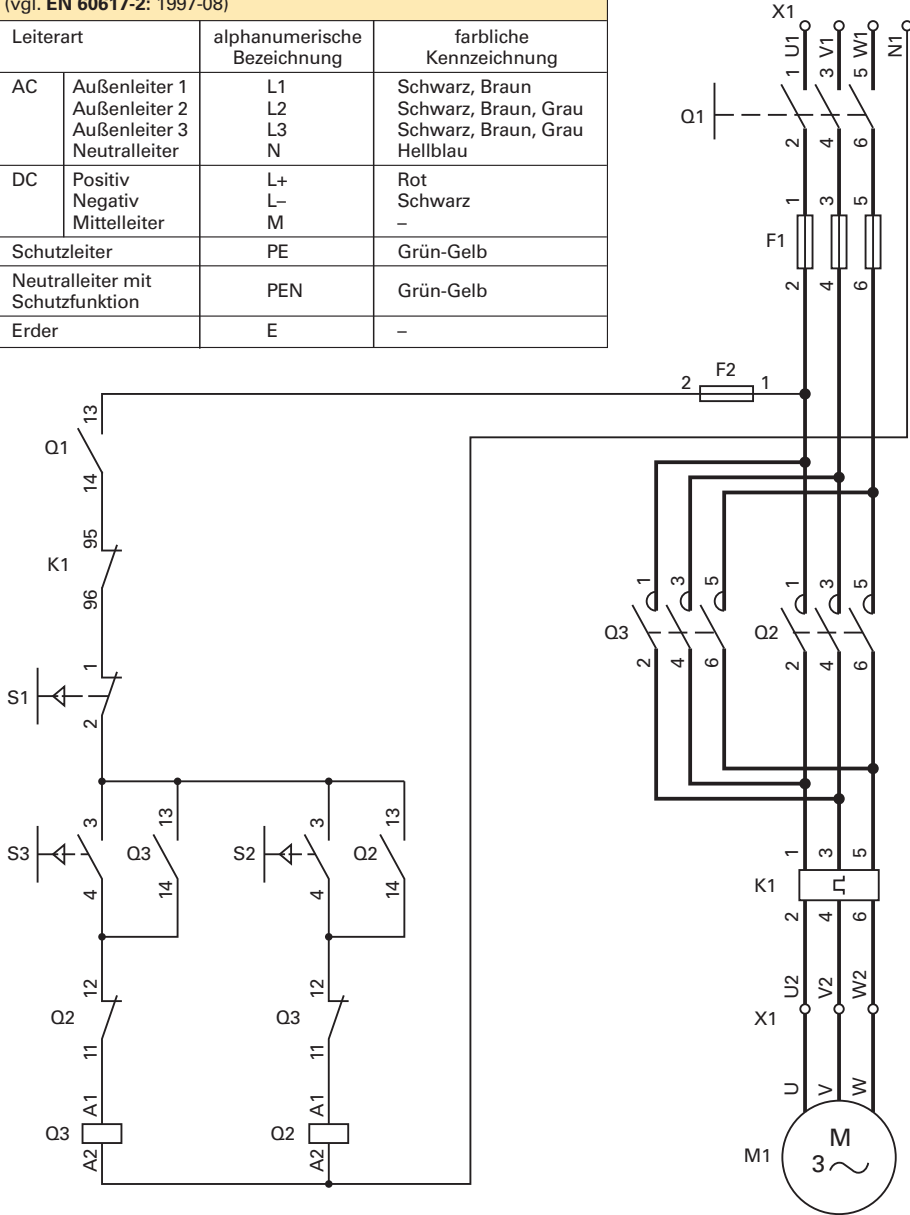 (vgl. EN 60617-2: 1997-08)
Leiterart alphanumerische Bezeichnung farbliche Kennzeichnung
AC Außenleiter 1 L1 Schwarz, Braun
Außenleiter 2 L2 Schwarz, Braun, Grau
Außenleiter 3 L3 Schwarz, Braun, Grau
Neutralleiter N Hellblau
DC Positiv L+ Rot
Negativ L– Schwarz
Mittelleiter M –
Schutzleiter PE Grün-Gelb
Neutralleiter mit Schutzfunktion PEN Grün-Gelb
Erder E –
X1
U1 V1 W1 N1
1 3 5
Q1
2 4 6
1 3 5
F1
2 4 6
F2
2 1
13
Q1
14
95
K1
96
1
S1
2
3 13 3 13
S3 Q3 S2 Q2
4 14 4 14
12 12
Q2 Q3
11 11
A1 A1
Q3 Q2
A2 A2
1 3 5 1 3 5
Q3 Q2
2 4 6 2 4 6
1 3 5
K1
2 4 6
U2 V2 W2
X1
U V W
M1
M
3